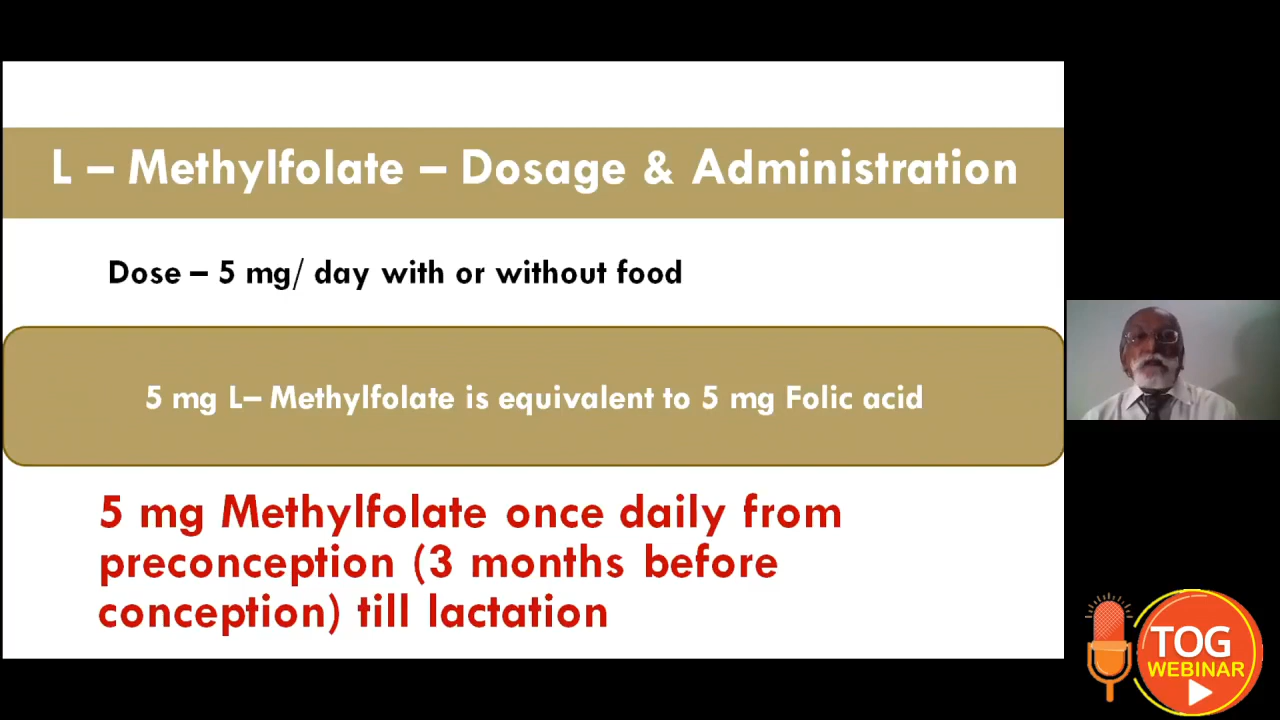 L – Methylfolate – Dosage & Administration
Dose – 5 mg/ day with or without food
5 mg L– Methylfolate is equivalent to 5 mg Folic acid
5 mg Methylfolate once daily from
preconception (3 months before
conception) till lactation
TOG
WEBINAR